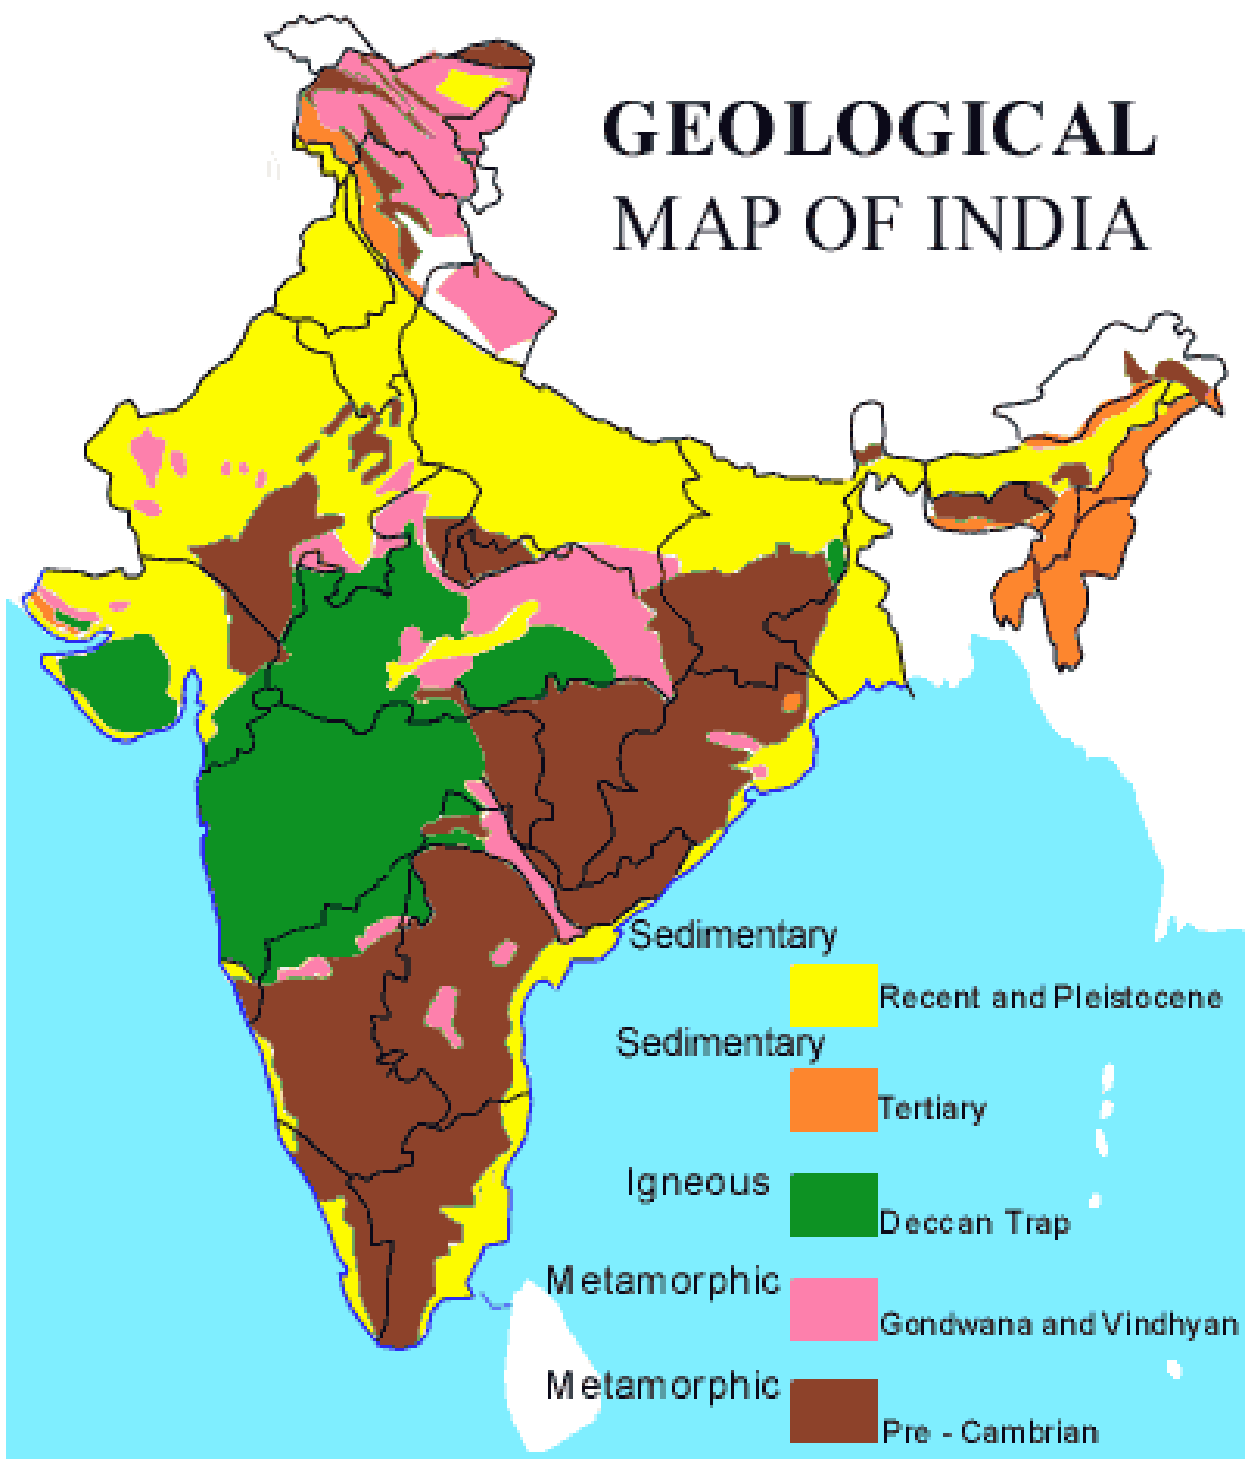 GEOLOGICAL
MAP OF INDIA
Sedimentary
Recent and Pleistocene
Sedimentary
Tertiary
Igneous
Deccan Trap
Metamorphic
Gondwana and Vindhyan
Metamorphic
Pre - Cambrian